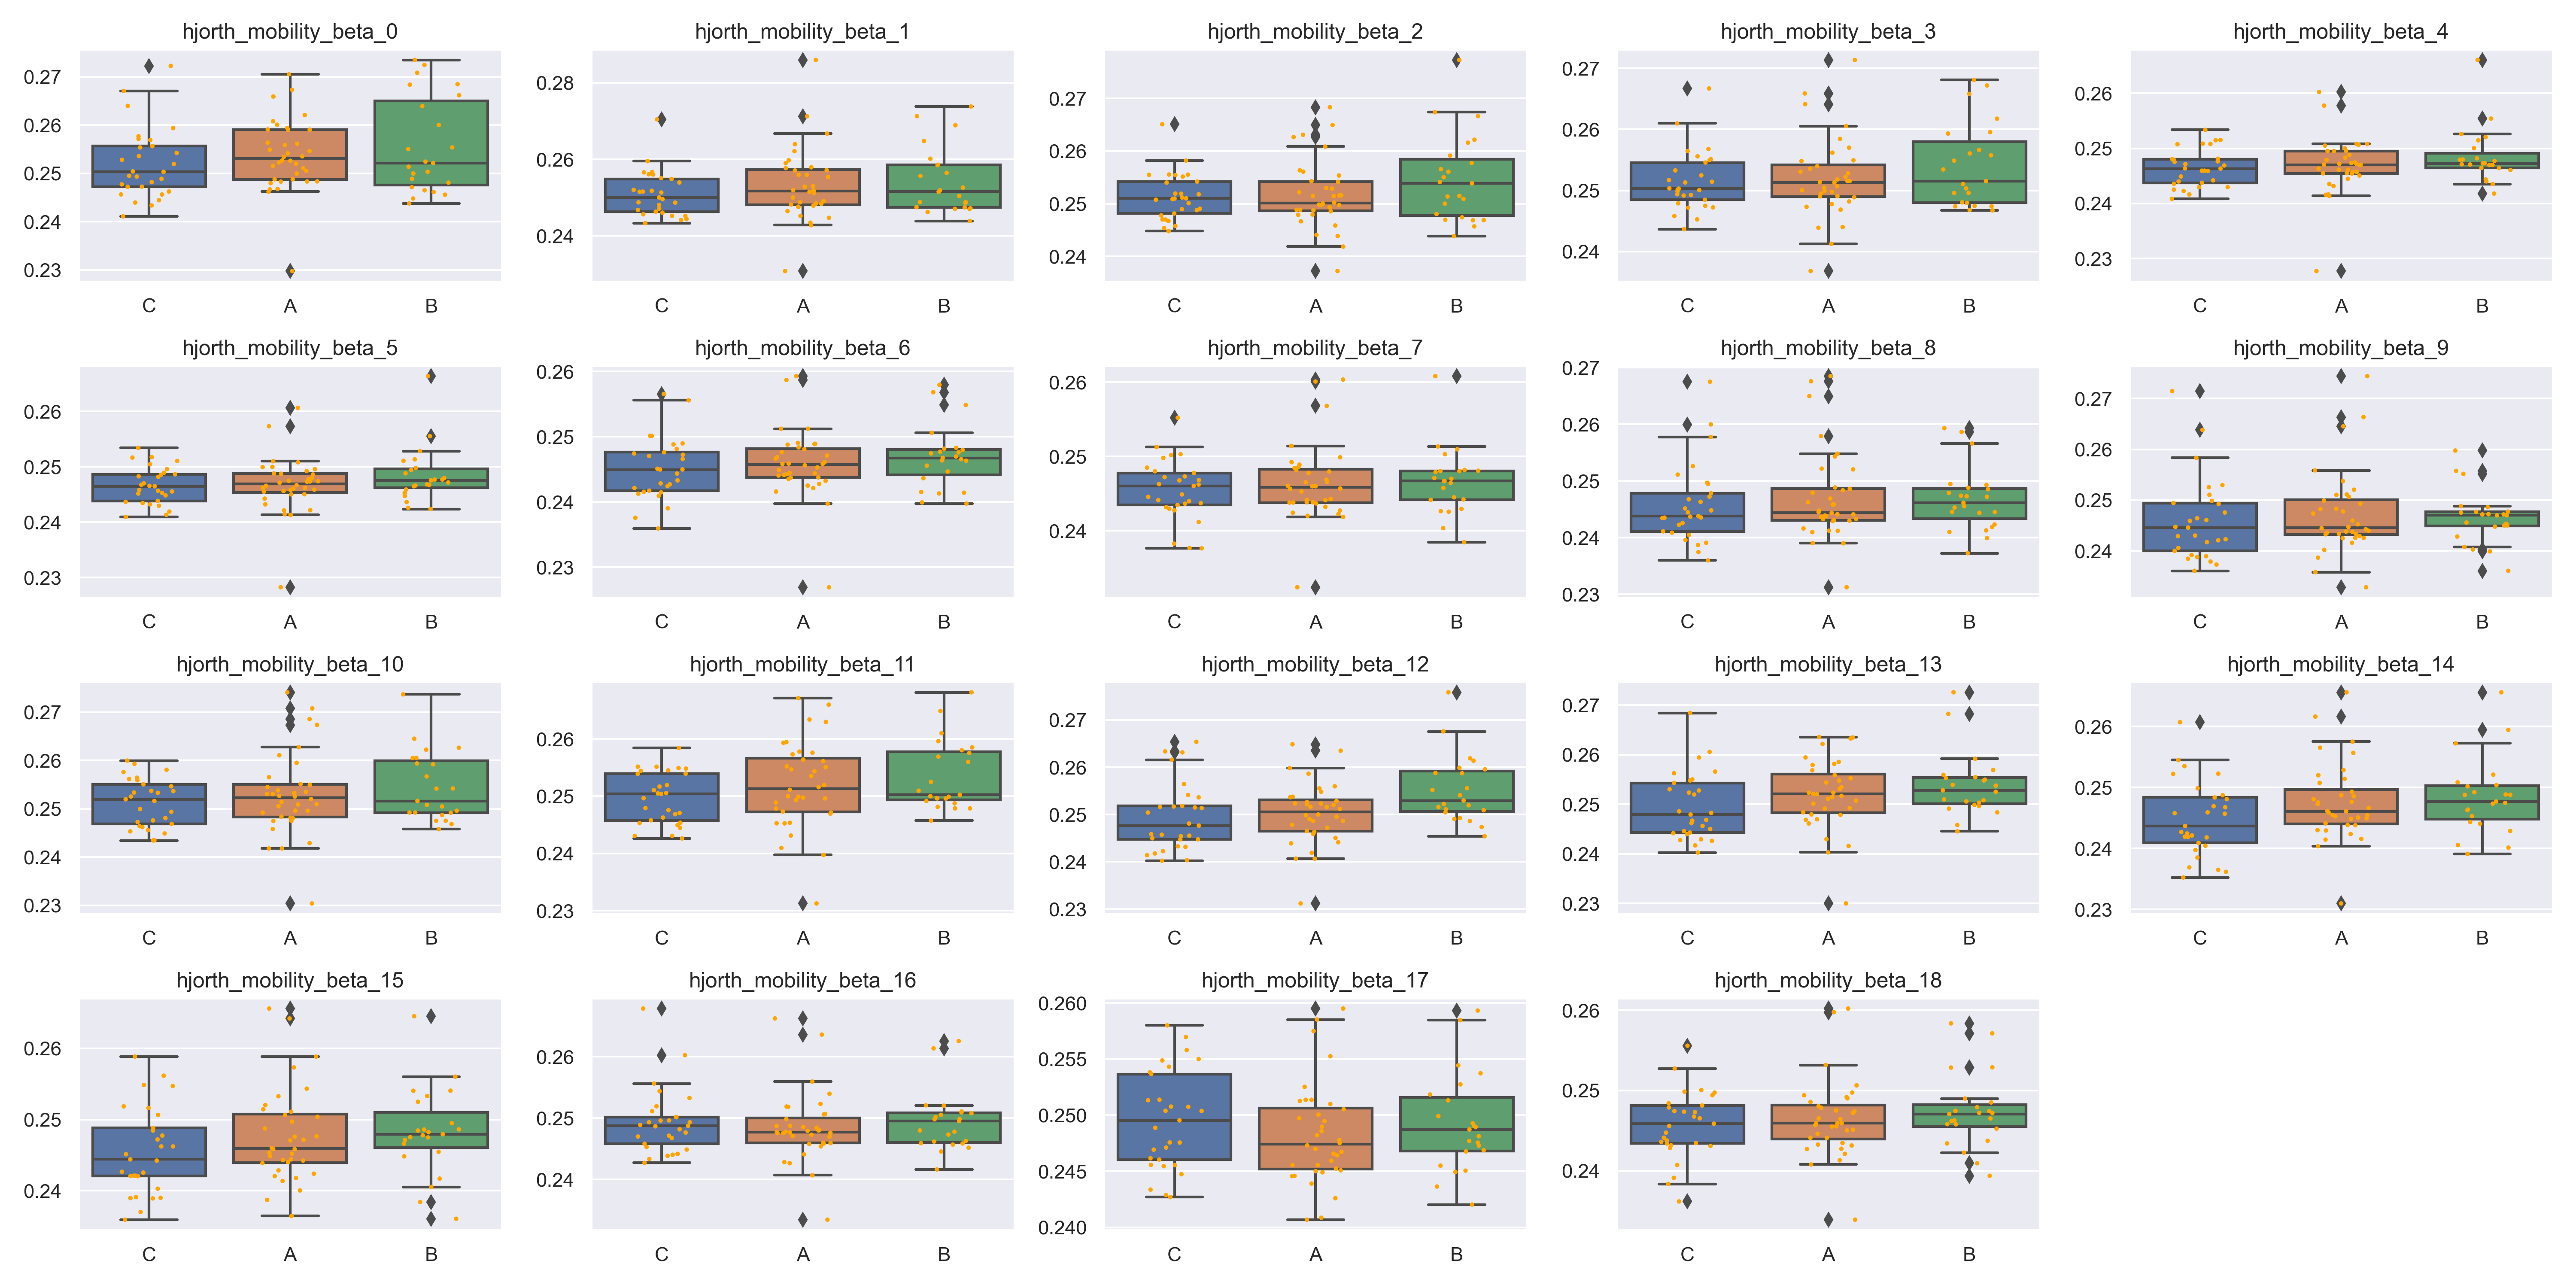 hjorth_mobility_beta_0
0.27
0.26
0.25
0.24
0.23
C A B
hjorth_mobility_beta_1
0.28
0.26
0.24
C A B
hjorth_mobility_beta_2
0.27
0.26
0.25
0.24
C A B
hjorth_mobility_beta_3
0.27
0.26
0.25
0.24
C A B
hjorth_mobility_beta_4
0.26
0.25
0.24
0.23
C A B
hjorth_mobility_beta_5
0.26
0.25
0.24
0.23
C A B
hjorth_mobility_beta_6
0.26
0.25
0.24
0.23
C A B
hjorth_mobility_beta_7
0.26
0.25
0.24
C A B
hjorth_mobility_beta_8
0.27
0.26
0.25
0.24
0.23
C A B
hjorth_mobility_beta_9
0.27
0.26
0.25
0.24
C A B
hjorth_mobility_beta_10
0.27
0.26
0.25
0.24
0.23
C A B
hjorth_mobility_beta_11
0.26
0.25
0.24
0.23
C A B
hjorth_mobility_beta_12
0.27
0.26
0.25
0.24
0.23
C A B
hjorth_mobility_beta_13
0.27
0.26
0.25
0.24
0.23
C A B
hjorth_mobility_beta_14
0.26
0.25
0.24
0.23
C A B
hjorth_mobility_beta_15
0.26
0.25
0.24
C A B
hjorth_mobility_beta_16
0.26
0.25
0.24
C A B
hjorth_mobility_beta_17
0.260
0.255
0.250
0.245
0.240
C A B
hjorth_mobility_beta_18
0.26
0.25
0.24
C A B